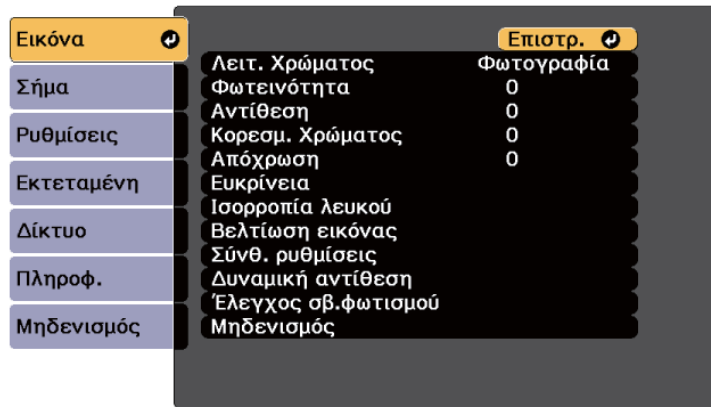 Εικόνα
Σήμα
Ρυθμίσεις
Εκτεταμένη
Δίκτυο
Πληροφ.
Μηδενισμός
Επιστρ.
Λειτ. Χρώματος Φωτογραφία
Φωτεινότητα 0
Αντίθεση 0
Κορεσμ. Χρώματος 0
Απόχρωση 0
Ευκρίνεια
Ισορροπία λευκού
Βελτίωση εικόνας
Σύνθ. ρυθμίσεις
Δυναμική αντίθεση
Έλεγχος σβ.φωτισμού
Μηδενισμός